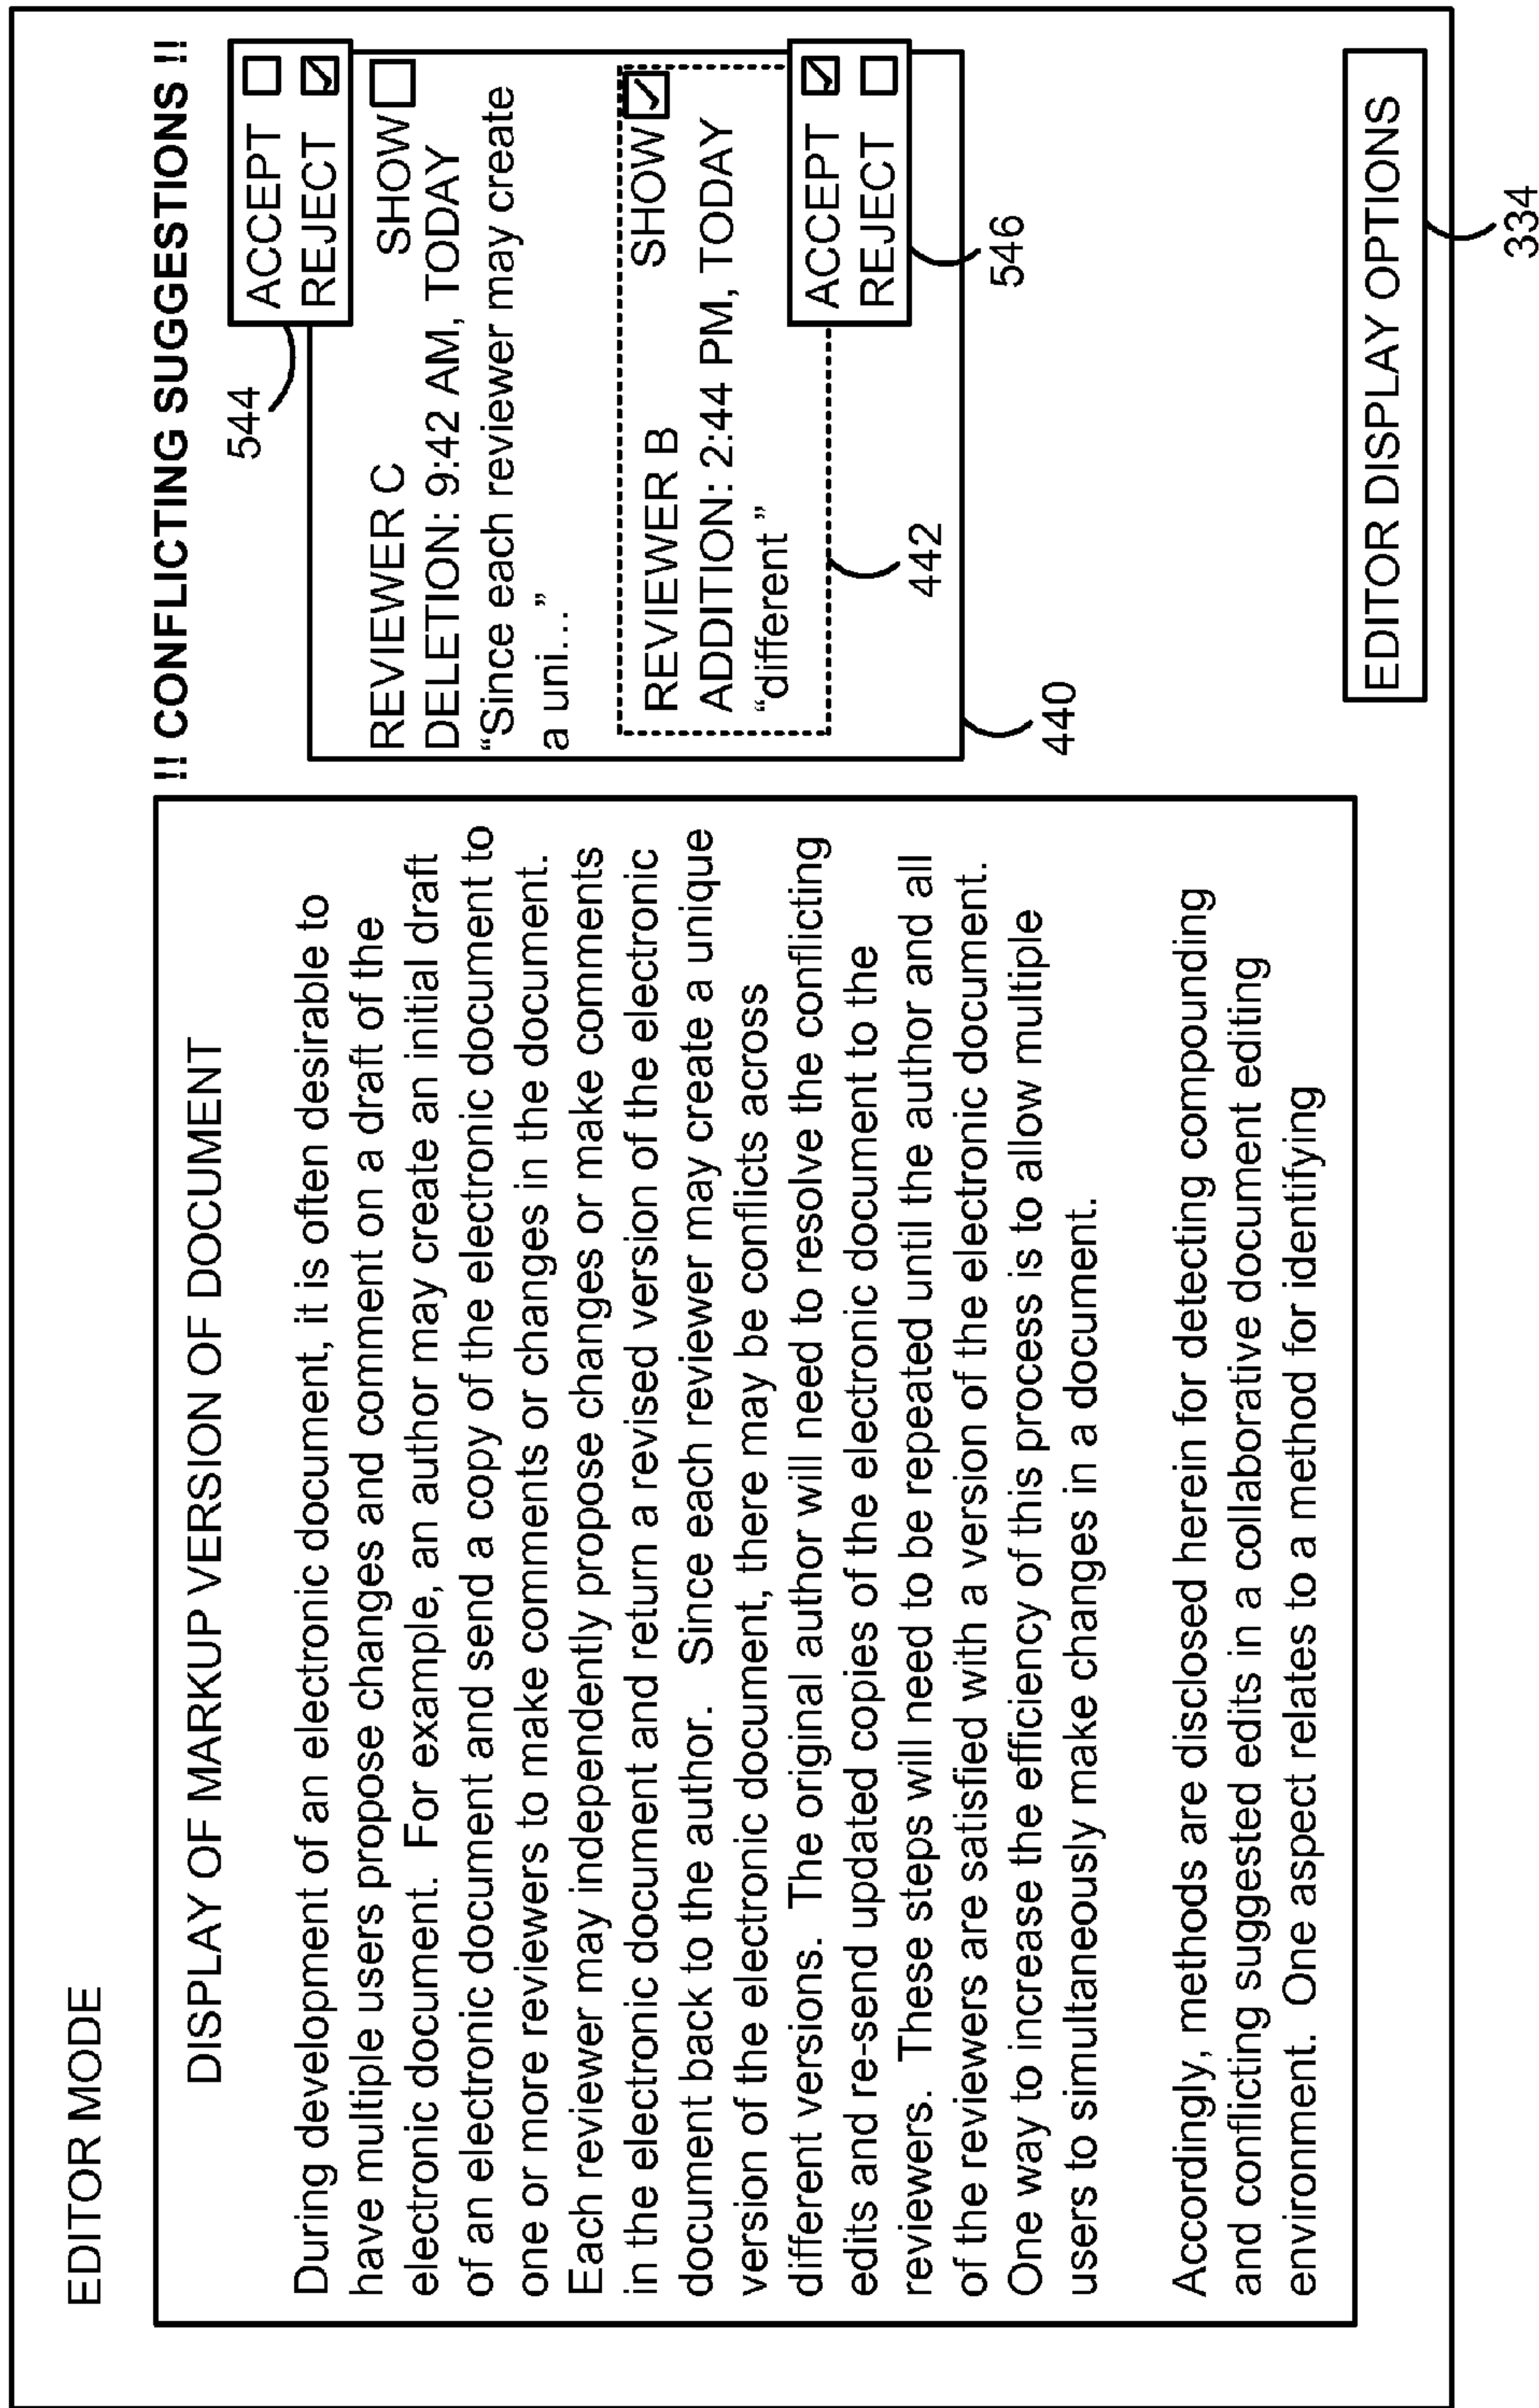 EDITOR MODE
DISPLAY OF MARKUP VERSION OF DOCUMENT
During development of an electronic document, it is often desirable to
have multiple users propose changes and comment on a draft of the
electronic document.  For example, an author may create an initial draft
of an electronic document and send a copy of the electronic document to
one or more reviewers to make comments or changes in the document.
Each reviewer may independently propose changes or make comments
in the electronic document and return a revised version of the electronic
document back to the author.  Since each reviewer may create a unique
version of the electronic document, there may be conflicts across
different versions.  The original author will need to resolve the conflicting
edits and re-send updated copies of the electronic document to the
reviewers.  These steps will need to be repeated until the author and all
of the reviewers are satisfied with a version of the electronic document.
One way to increase the efficiency of this process is to allow multiple
users to simultaneously make changes in a document.
Accordingly, methods are disclosed herein for detecting compounding
and conflicting suggested edits in a collaborative document editing
environment.  One aspect relates to a method for identifying
!! CONFLICTING SUGGESTIONS !!
544
ACCEPT
REJECT
REVIEWER C SHOW
DELETION: 9:42 AM, TODAY
“Since each reviewer may create
a uni…”
REVIEWER B SHOW
ADDITION: 2:44 PM, TODAY
“different ”
ACCEPT
REJECT
442
546
440
EDITOR DISPLAY OPTIONS
334